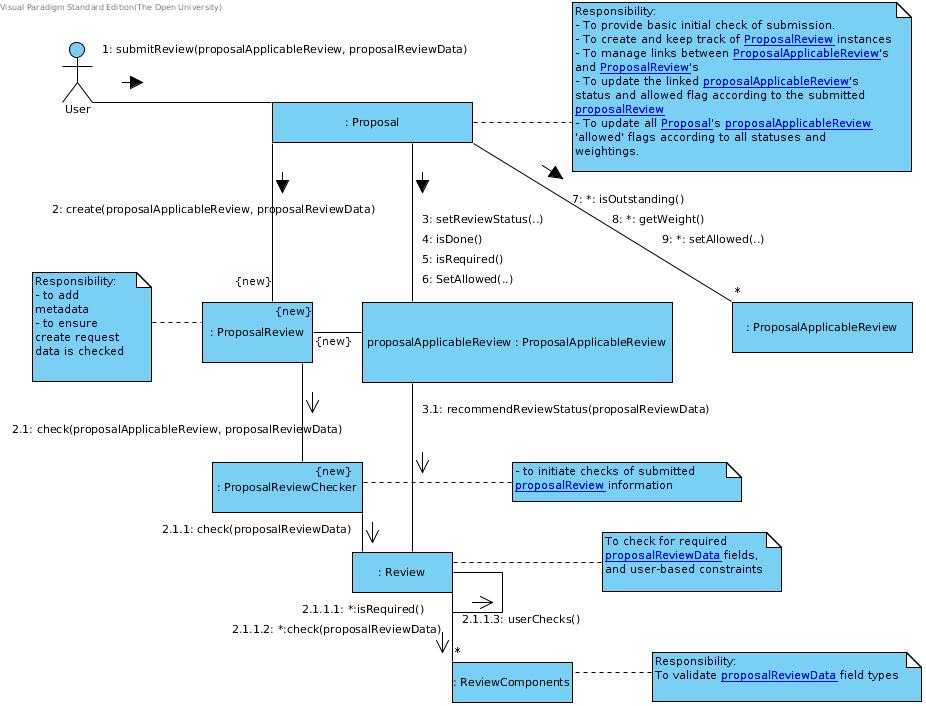 Visual Paradigm Standard Edition(The Open University)
Responsibility:
- To provide basic initial check of submission.
- To create and keep track of ProposalReview instances
- To manage links between ProposalApplicableReview's
and ProposalReview's
- To update the linked proposalApplicableReview's
status and allowed flag according to the submitted
proposalReview
- To update all Proposal's proposalApplicableReview
'allowed' flags according to all statuses and
weightings.
1: submitReview(proposalApplicableReview, proposalReviewData)
User
: Proposal
2: create(proposalApplicableReview, proposalReviewData)
3: setReviewStatus(..)
4: isDone()
5: isRequired()
6: SetAllowed(..)
7: *: isOutstanding()
8: *: getWeight()
9: *: setAllowed(..)
Responsibility:
- to add
metadata
- to ensure
create request
data is checked
{new}
{new}
: ProposalReview
{new}
proposalApplicableReview : ProposalApplicableReview
*
: ProposalApplicableReview
2.1: check(proposalApplicableReview, proposalReviewData)
3.1: recommendReviewStatus(proposalReviewData)
{new}
: ProposalReviewChecker
- to initiate checks of submitted
proposalReview information
2.1.1: check(proposalReviewData)
: Review
To check for required
proposalReviewData fields,
and user-based constraints
2.1.1.1: *:isRequired()
2.1.1.2: *:check(proposalReviewData)
2.1.1.3: userChecks()
*
: ReviewComponents
Responsibility:
To validate proposalReviewData field types